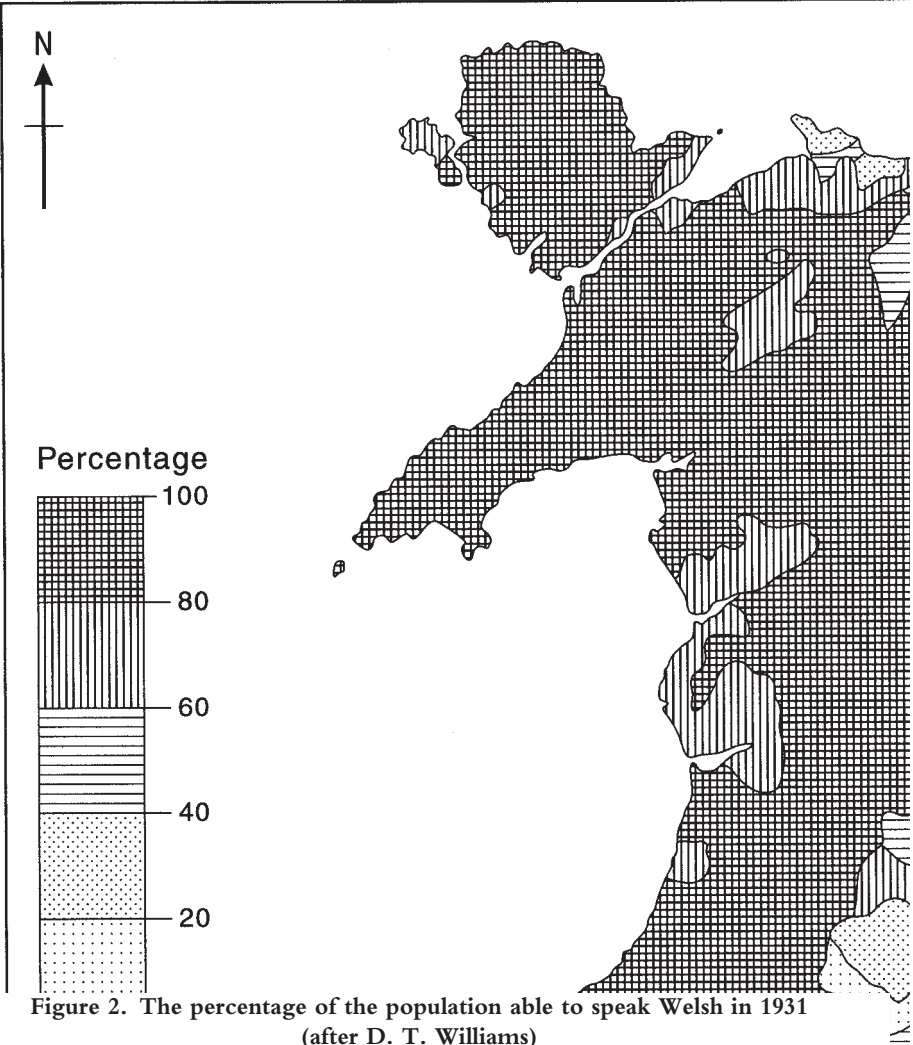 N
Percentage
100
80
60
40
20
Figure 2. The percentage of the population able to speak Welsh in 1931
(after D. T. Williams)